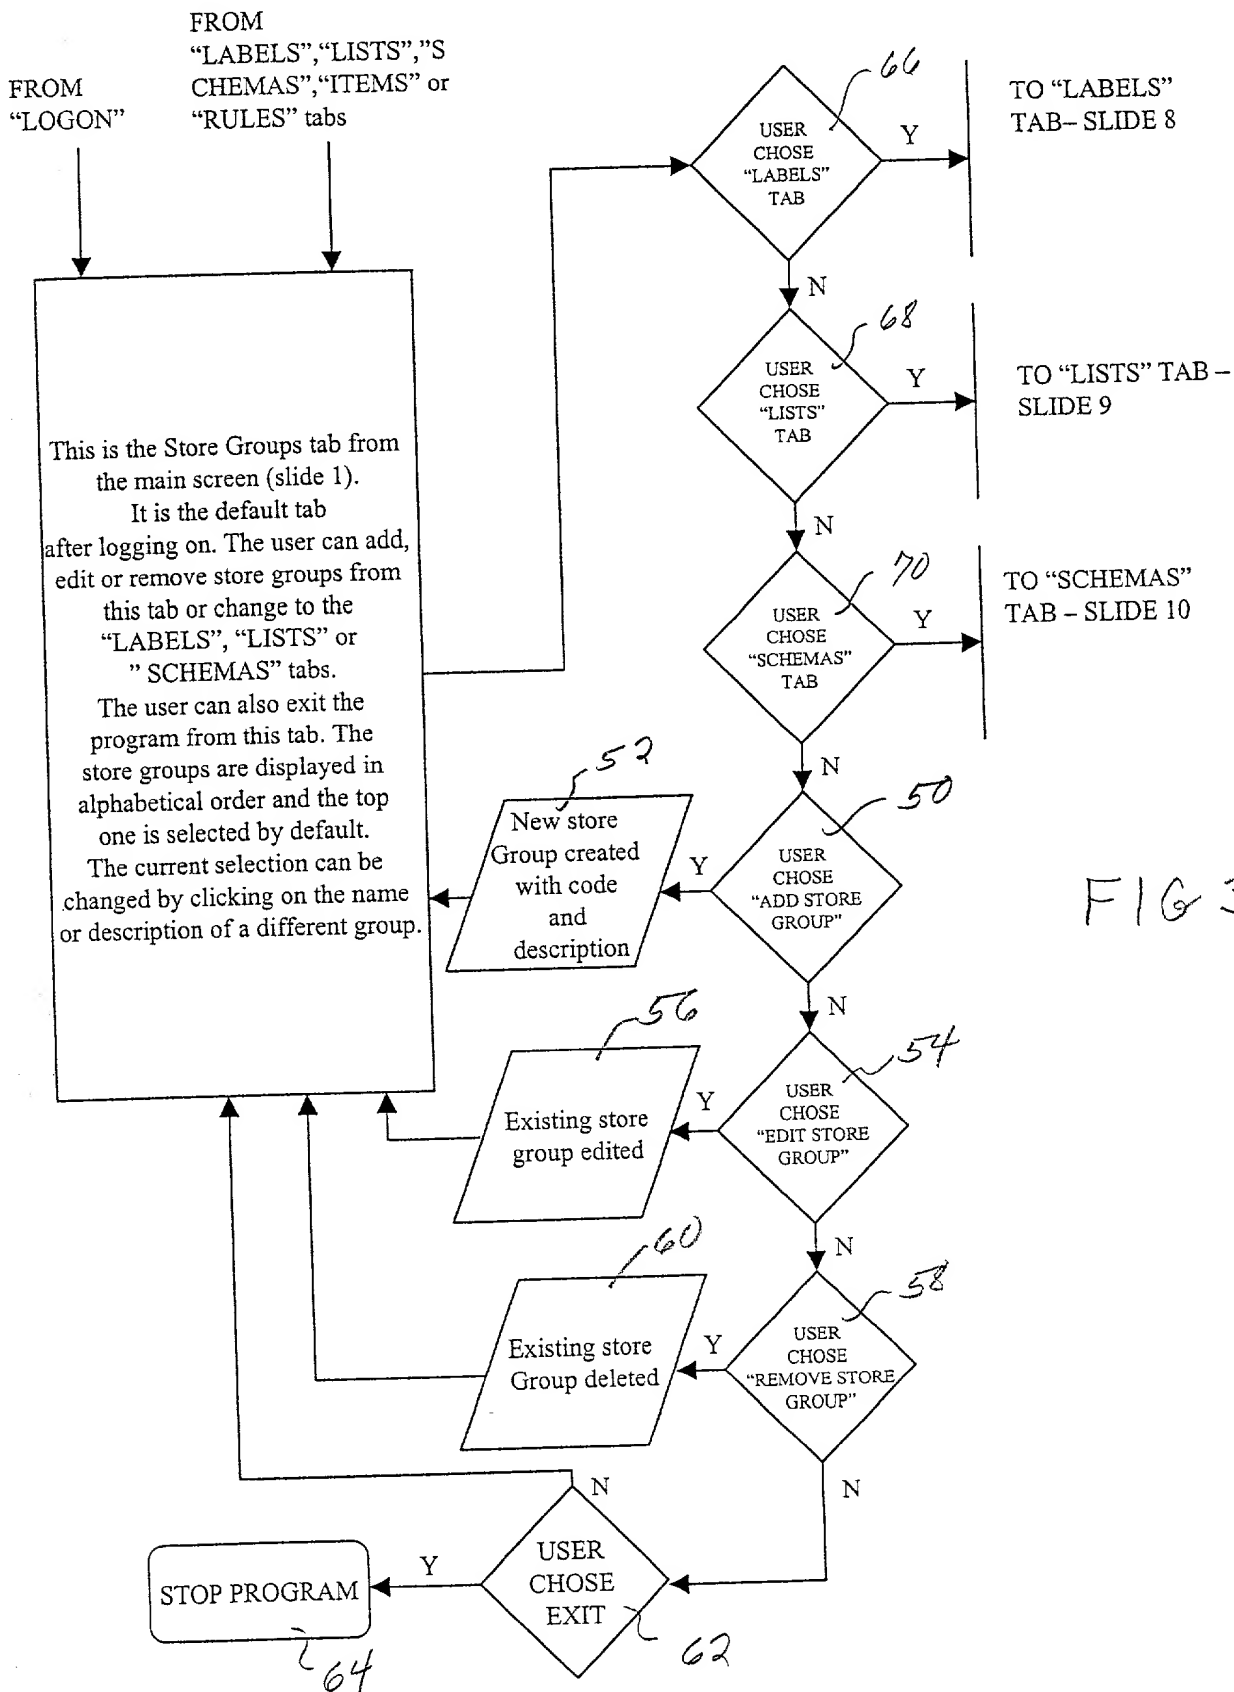 FROM
"LOGON"
FROM
"LABELS","LISTS","S
CHEMAS","ITEMS" or
"RULES" tabs
This is the Store Groups tab from
the main screen (slide 1).
It is the default tab
after logging on. The user can add,
edit or remove store groups from
this tab or change to the
"LABELS", "LISTS" or
" SCHEMAS" tabs.
The user can also exit the
program from this tab. The
store groups are displayed in
alphabetical order and the top
one is selected by default.
The current selection can be
changed by clicking on the name
or description of a different group.
66
USER
CHOSE
"LABELS"
TAB
Y
TO "LABELS"
TAB– SLIDE 8
N
68
USER
CHOSE
"LISTS"
TAB
Y
TO "LISTS" TAB –
SLIDE 9
N
70
USER
CHOSE
"SCHEMAS"
TAB
Y
TO "SCHEMAS"
TAB – SLIDE 10
N
50
USER
CHOSE
"ADD STORE
GROUP"
Y
52
New store
Group created
with code
and
description
FIG 3
N
54
USER
CHOSE
"EDIT STORE
GROUP"
Y
56
Existing store
group edited
N
58
USER
CHOSE
"REMOVE STORE
GROUP"
Y
60
Existing store
Group deleted
N
N
USER
CHOSE
EXIT
62
Y
STOP PROGRAM
64